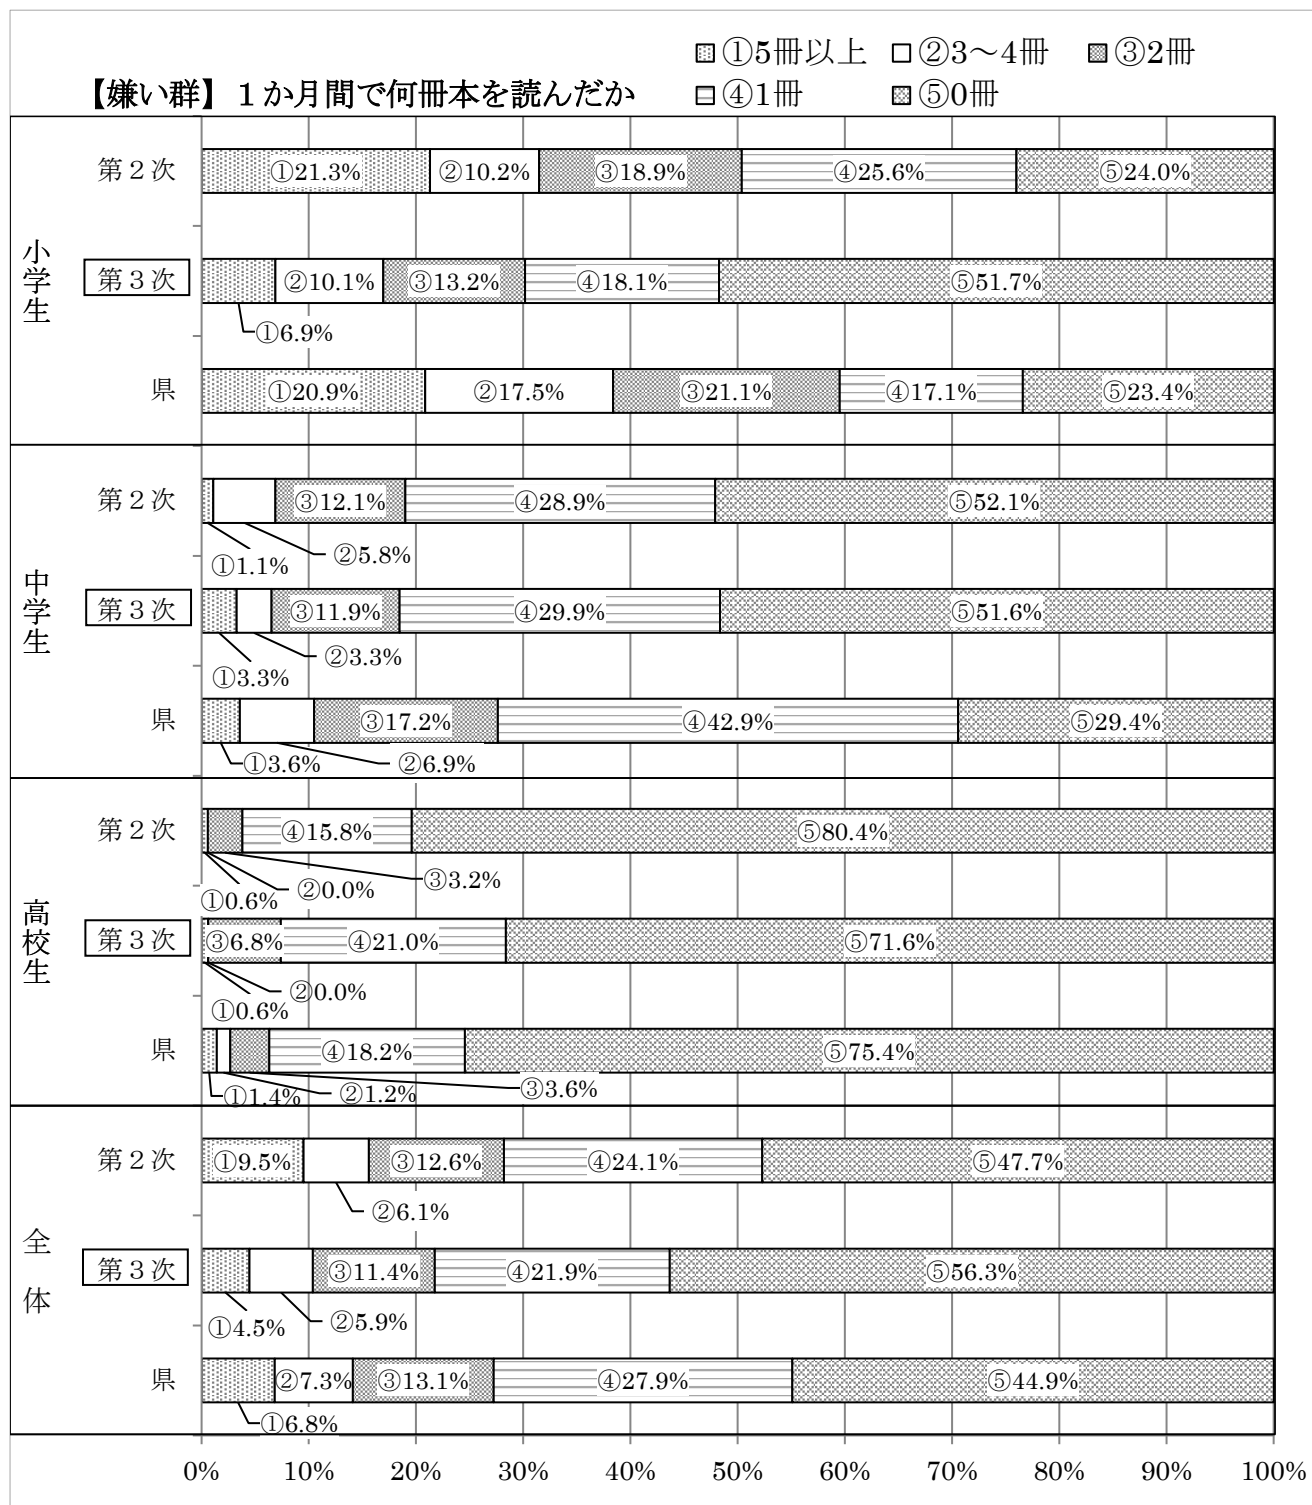 ①5冊以上 ②3～4冊 ③2冊
【嫌い群】１か月間で何冊本を読んだか ④1冊 ⑤0冊
小学生
第２次 ①21.3% ②10.2% ③18.9% ④25.6% ⑤24.0%
第３次 ②10.1% ③13.2% ④18.1% ⑤51.7%
①6.9%
県 ①20.9% ②17.5% ③21.1% ④17.1% ⑤23.4%
中学生
第２次 ③12.1% ④28.9% ⑤52.1%
①1.1% ②5.8%
第３次 ③11.9% ④29.9% ⑤51.6%
①3.3% ②3.3%
県 ③17.2% ④42.9% ⑤29.4%
①3.6% ②6.9%
高校生
第２次 ④15.8% ⑤80.4%
①0.6% ②0.0% ③3.2%
第３次 ③6.8% ④21.0% ⑤71.6%
①0.6% ②0.0%
県 ④18.2% ⑤75.4%
①1.4% ②1.2% ③3.6%
全体
第２次 ①9.5% ③12.6% ④24.1% ⑤47.7%
②6.1%
第３次 ③11.4% ④21.9% ⑤56.3%
①4.5% ②5.9%
県 ②7.3% ③13.1% ④27.9% ⑤44.9%
①6.8%
0% 10% 20% 30% 40% 50% 60% 70% 80% 90% 100%